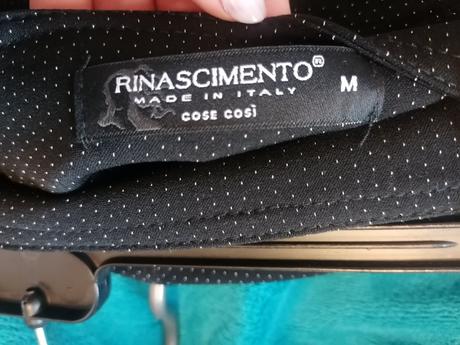 RINASCIMENTO® M
MADE IN ITALY
COSE COSÌ